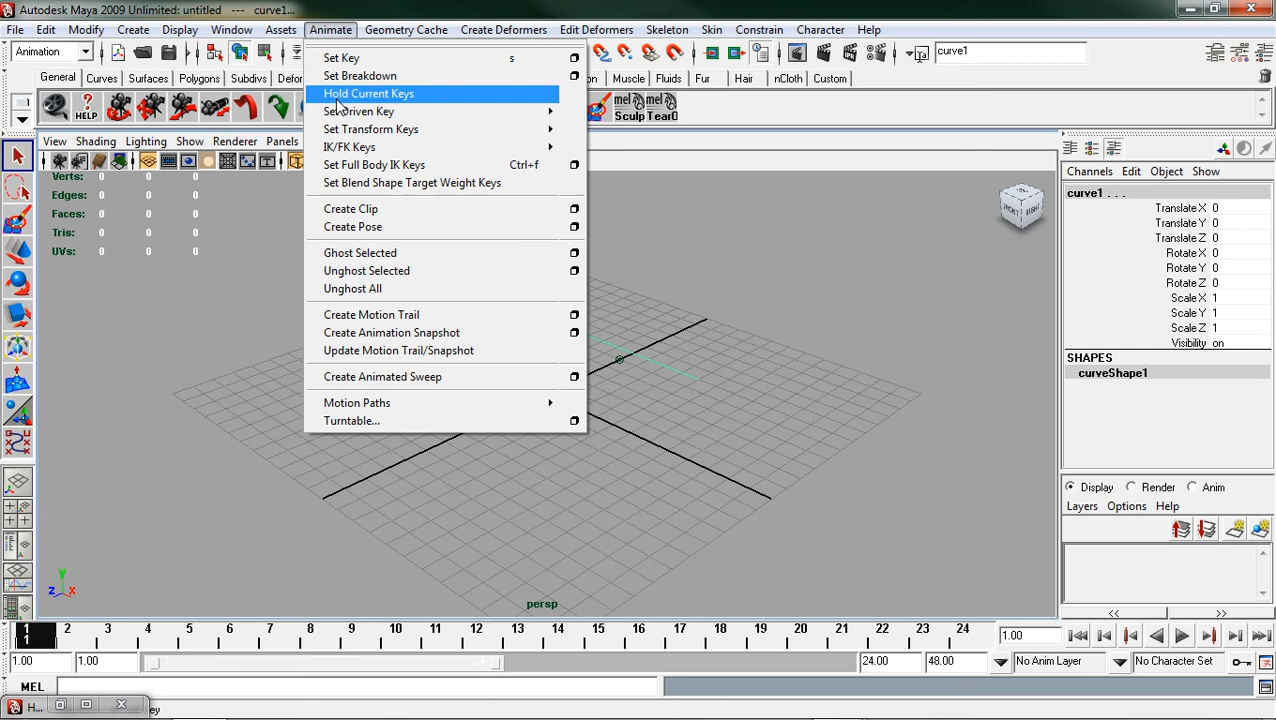 Autodesk Maya 2009 Unlimited: untitled --- curve1...
File Edit Modify Create Display Window Assets Animate Geometry Cache Create Deformers Edit Deformers Skeleton Skin Constraint Character Help
Animation
curve1
General Curves Surfaces Polygons Subdivs Defor
Muscle Fluids Fur Hair nCloth Custom
HELP
mel mel
Sculp TearO
View Shading Lighting Show Renderer Panels
Set Key s
Set Breakdown
Hold Current Keys
Set Driven Key
Set Transform Keys
IK/FK Keys
Set Full Body IK Keys Ctrl+f
Set Blend Shape Target Weight Keys
Create Clip
Create Pose
Ghost Selected
Unghost Selected
Unghost All
Create Motion Trail
Create Animation Snapshot
Update Motion Trail/Snapshot
Create Animated Sweep
Motion Paths
Turntable...
Verts: 0 0 0
Edges: 0 0 0
Faces: 0 0 0
Tris: 0 0 0
UVs: 0 0 0
FRONT RIGHT
Channels Edit Object Show
curve1 . . .
Translate X 0
Translate Y 0
Translate Z 0
Rotate X 0
Rotate Y 0
Rotate Z 0
Scale X 1
Scale Y 1
Scale Z 1
Visibility on
SHAPES
curveShape1
Display Render Anim
Layers Options Help
y
z x
persp
<< >>
1 2 3 4 5 6 7 8 9 10 11 12 13 14 15 16 17 18 19 20 21 22 23 24
1
1.00
1.00 1.00 24 24.00 48.00 No Anim Layer No Character Set
MEL
H... ey